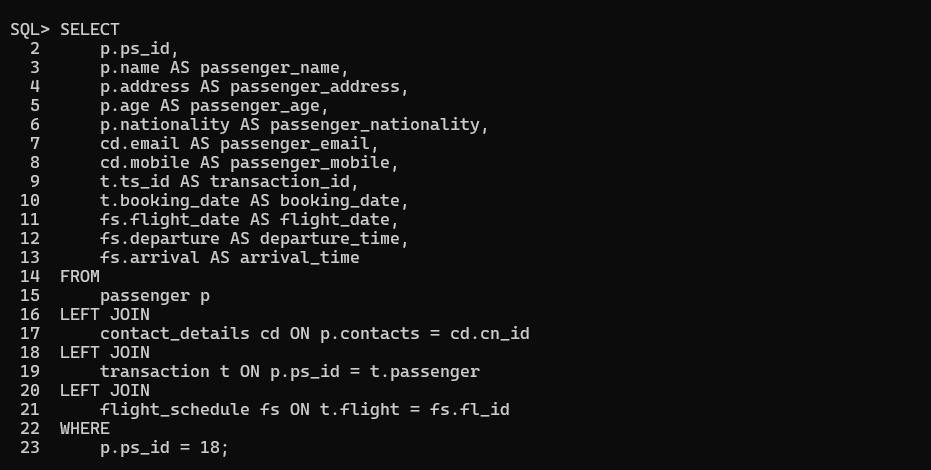 SQL> SELECT
  2      p.ps_id,
  3      p.name AS passenger_name,
  4      p.address AS passenger_address,
  5      p.age AS passenger_age,
  6      p.nationality AS passenger_nationality,
  7      cd.email AS passenger_email,
  8      cd.mobile AS passenger_mobile,
  9      t.ts_id AS transaction_id,
 10      t.booking_date AS booking_date,
 11      fs.flight_date AS flight_date,
 12      fs.departure AS departure_time,
 13      fs.arrival AS arrival_time
 14  FROM
 15      passenger p
 16  LEFT JOIN
 17      contact_details cd ON p.contacts = cd.cn_id
 18  LEFT JOIN
 19      transaction t ON p.ps_id = t.passenger
 20  LEFT JOIN
 21      flight_schedule fs ON t.flight = fs.fl_id
 22  WHERE
 23      p.ps_id = 18;